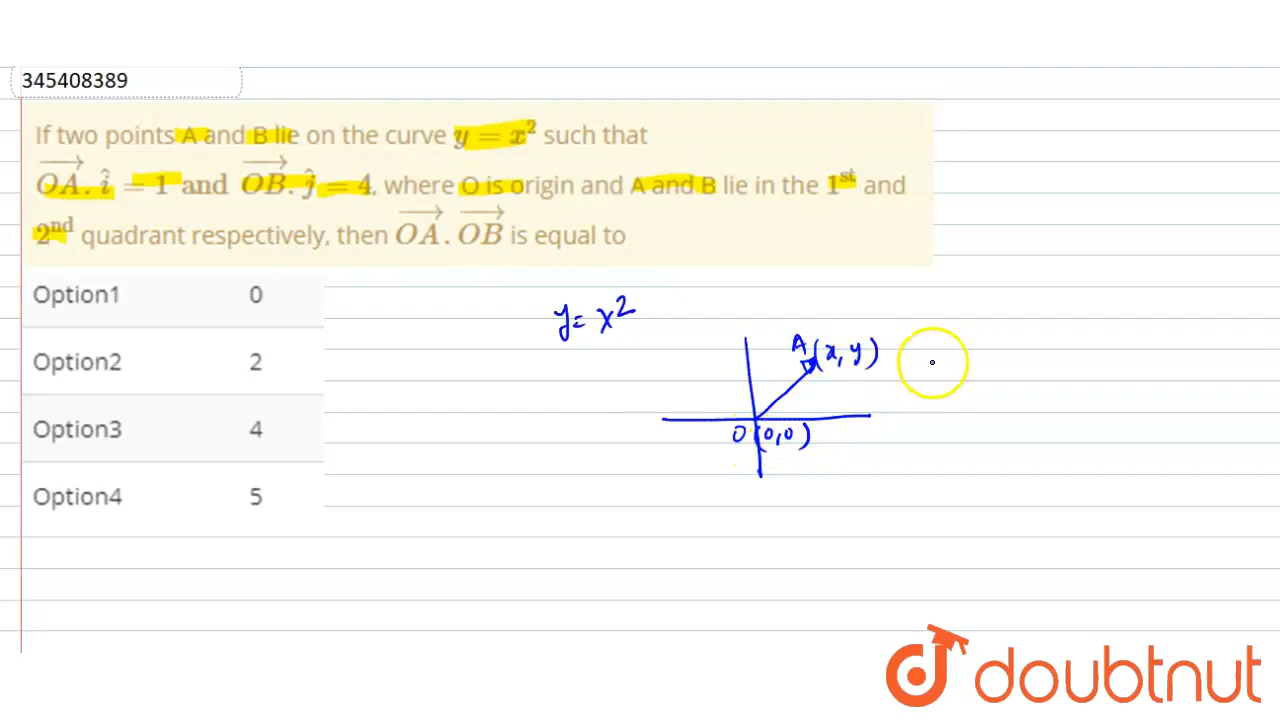 345408389
If two points A and B lie on the curve y = x² such that
OA⃗ . î = 1 and OB⃗ . ĵ = 4, where O is origin and A and B lie in the 1ˢᵗ and
2ⁿᵈ quadrant respectively, then OA⃗ . OB⃗ is equal to
Option1 0
Option2 2
Option3 4
Option4 5
y = x²
A (x, y)
O (0,0)
doubtnut